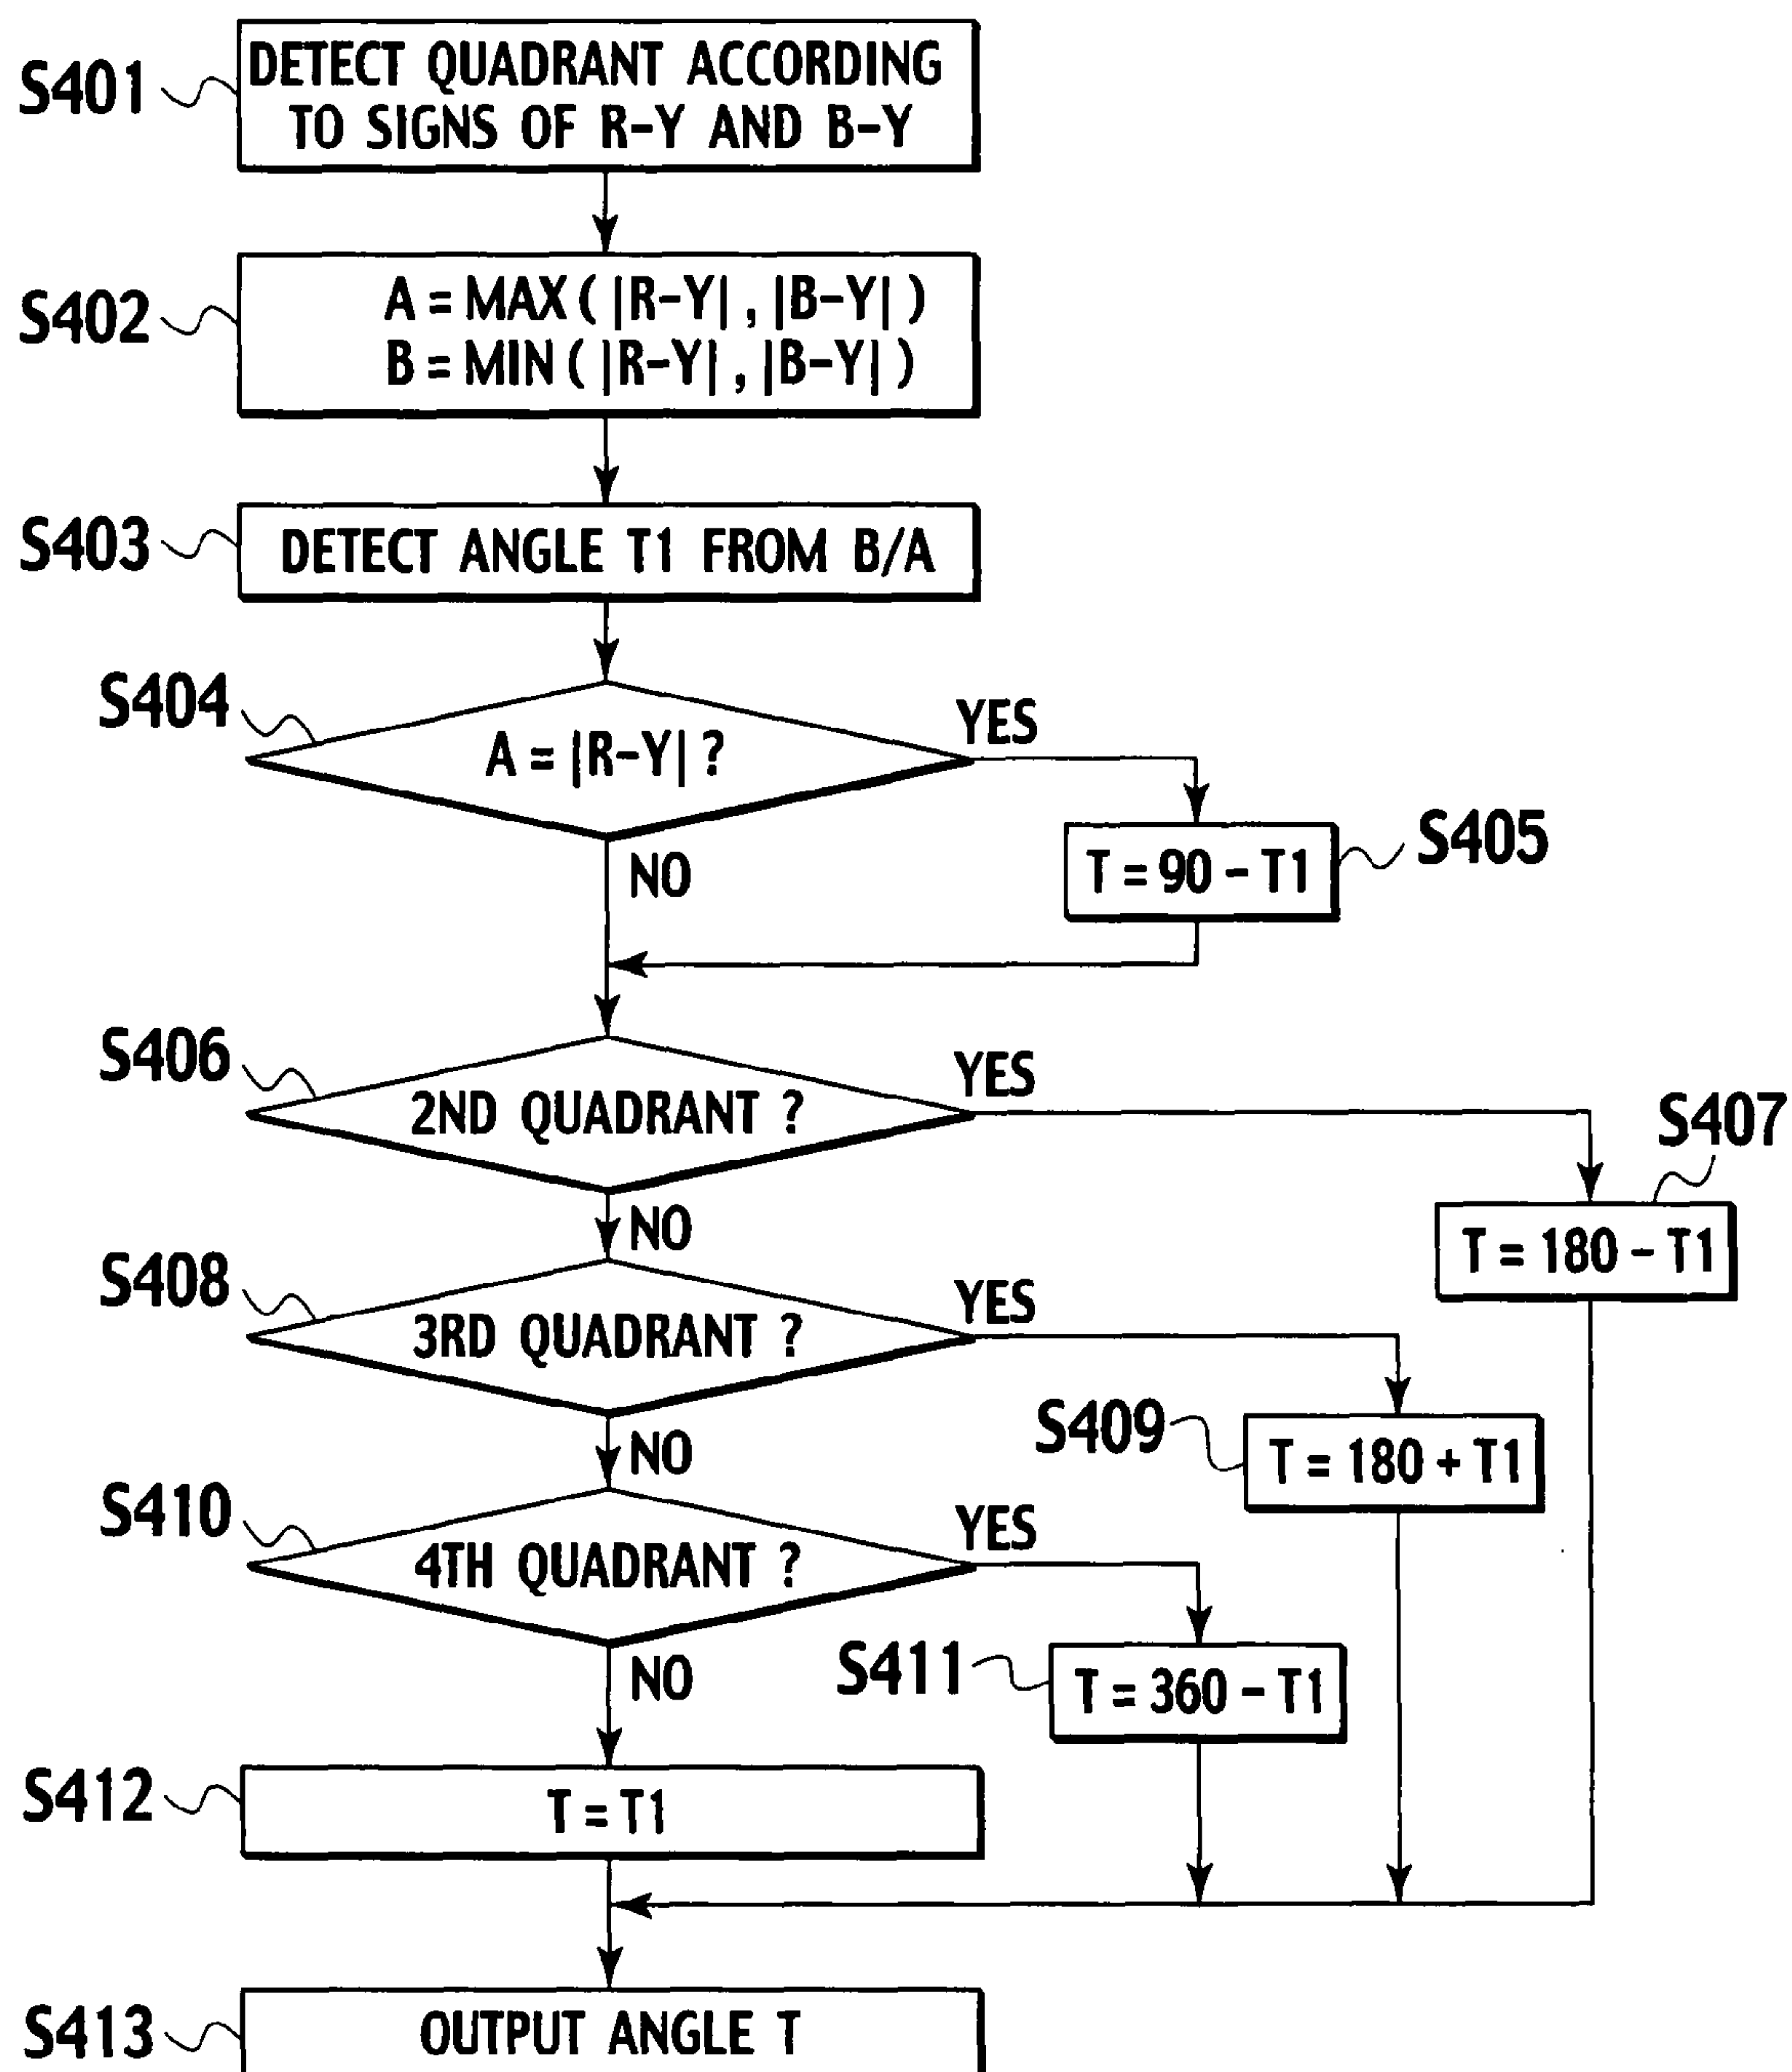 S401
DETECT QUADRANT ACCORDING
TO SIGNS OF R-Y AND B-Y
S402
A = MAX ( |R-Y| , |B-Y| )
B = MIN ( |R-Y| , |B-Y| )
S403
DETECT ANGLE T1 FROM B/A
S404
A = |R-Y| ?
YES
NO
S405
T = 90 - T1
S406
2ND QUADRANT ?
YES
NO
S407
T = 180 - T1
S408
3RD QUADRANT ?
YES
NO
S409
T = 180 + T1
S410
4TH QUADRANT ?
YES
NO
S411
T = 360 - T1
S412
T = T1
S413
OUTPUT ANGLE T